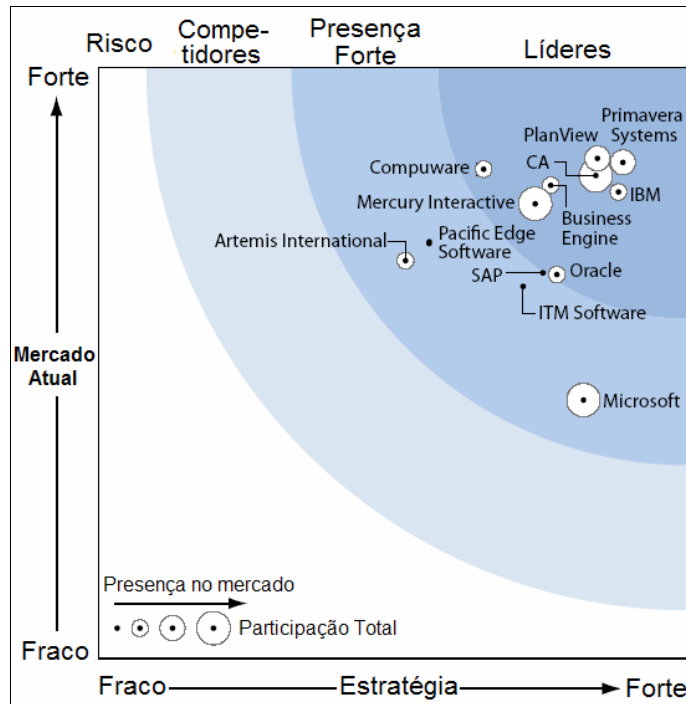 Risco
Compe-
tidores
Presença
Forte
Líderes
Forte
Primavera
Systems
PlanView
CA
Compuware
IBM
Mercury Interactive
Business
Engine
Artemis International
Pacific Edge
Software
SAP
Oracle
ITM Software
Mercado
Atual
Microsoft
Presença no mercado
Participação Total
Fraco
Fraco
Estratégia
Forte